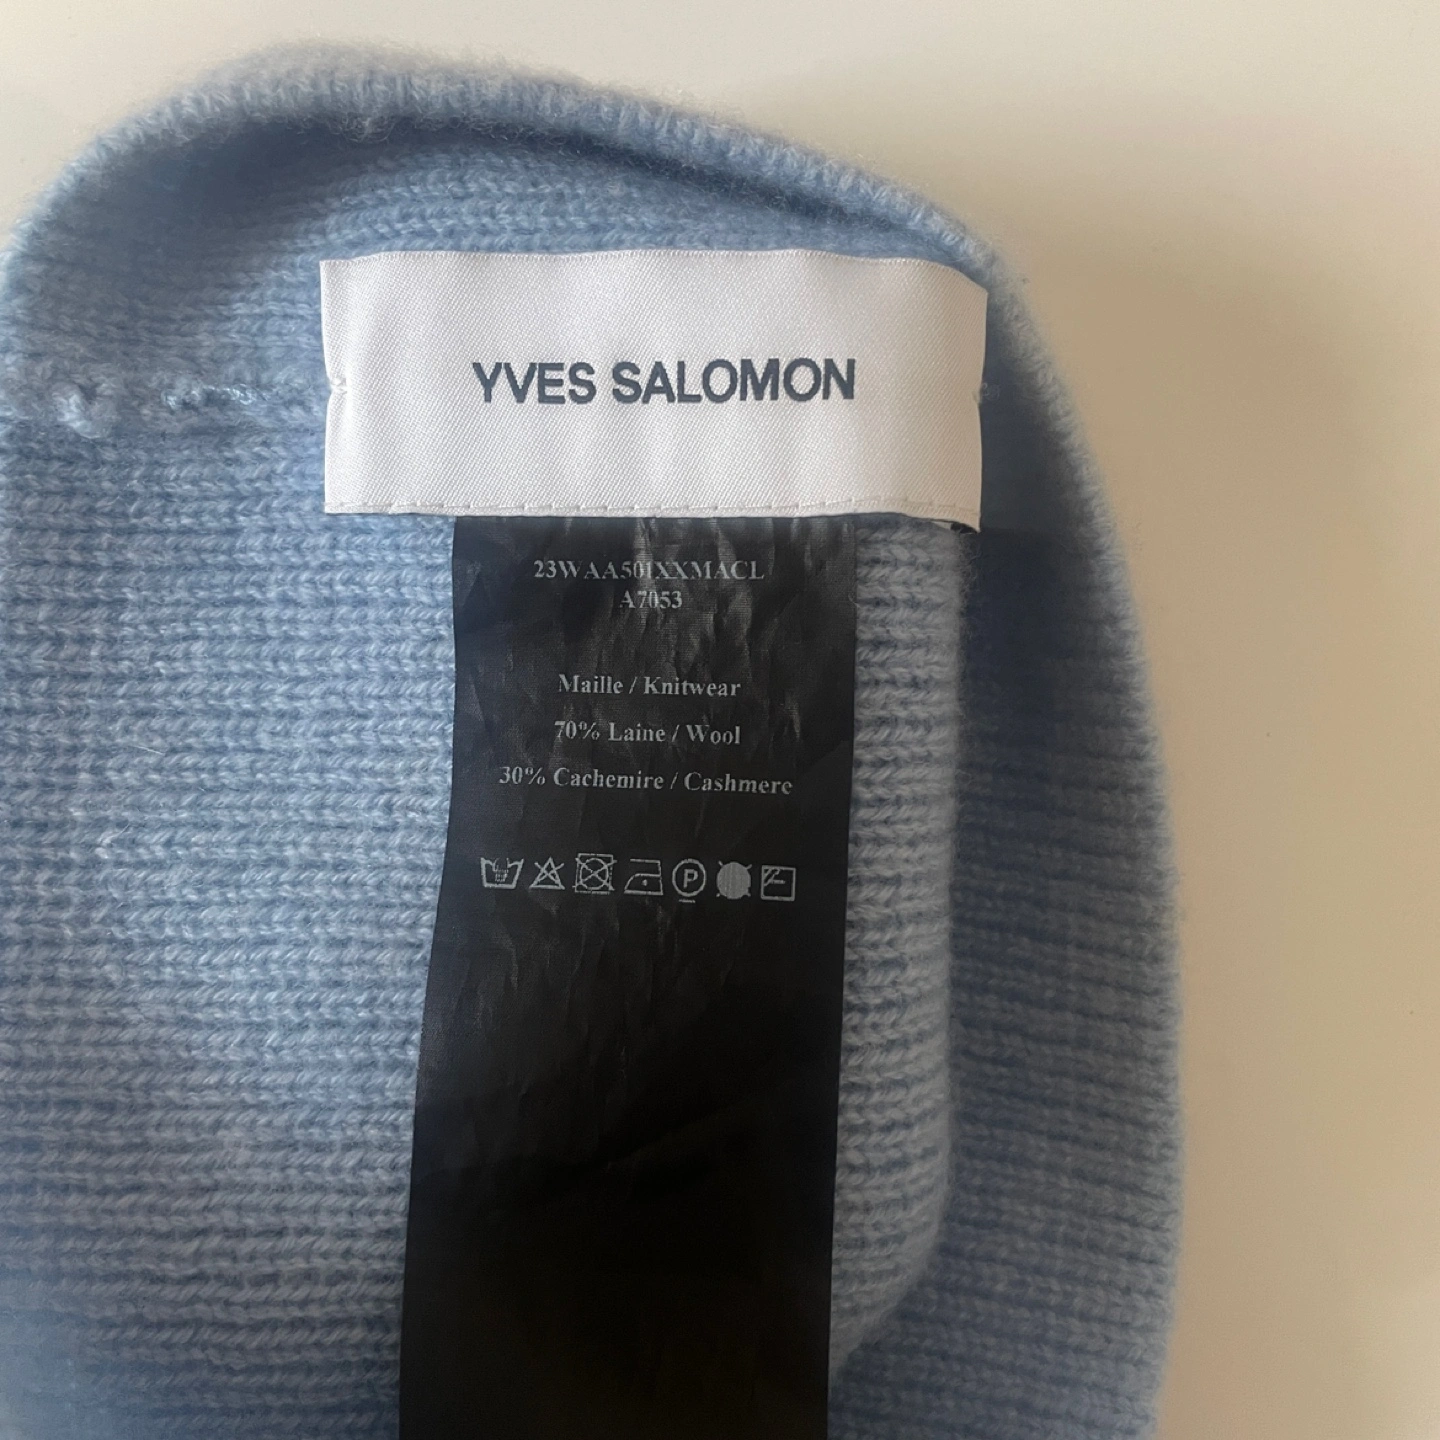 YVES SALOMON
23WAA501XXMACL
A7053
Maille / Knitwear
70% Laine / Wool
30% Cachemire / Cashmere
P